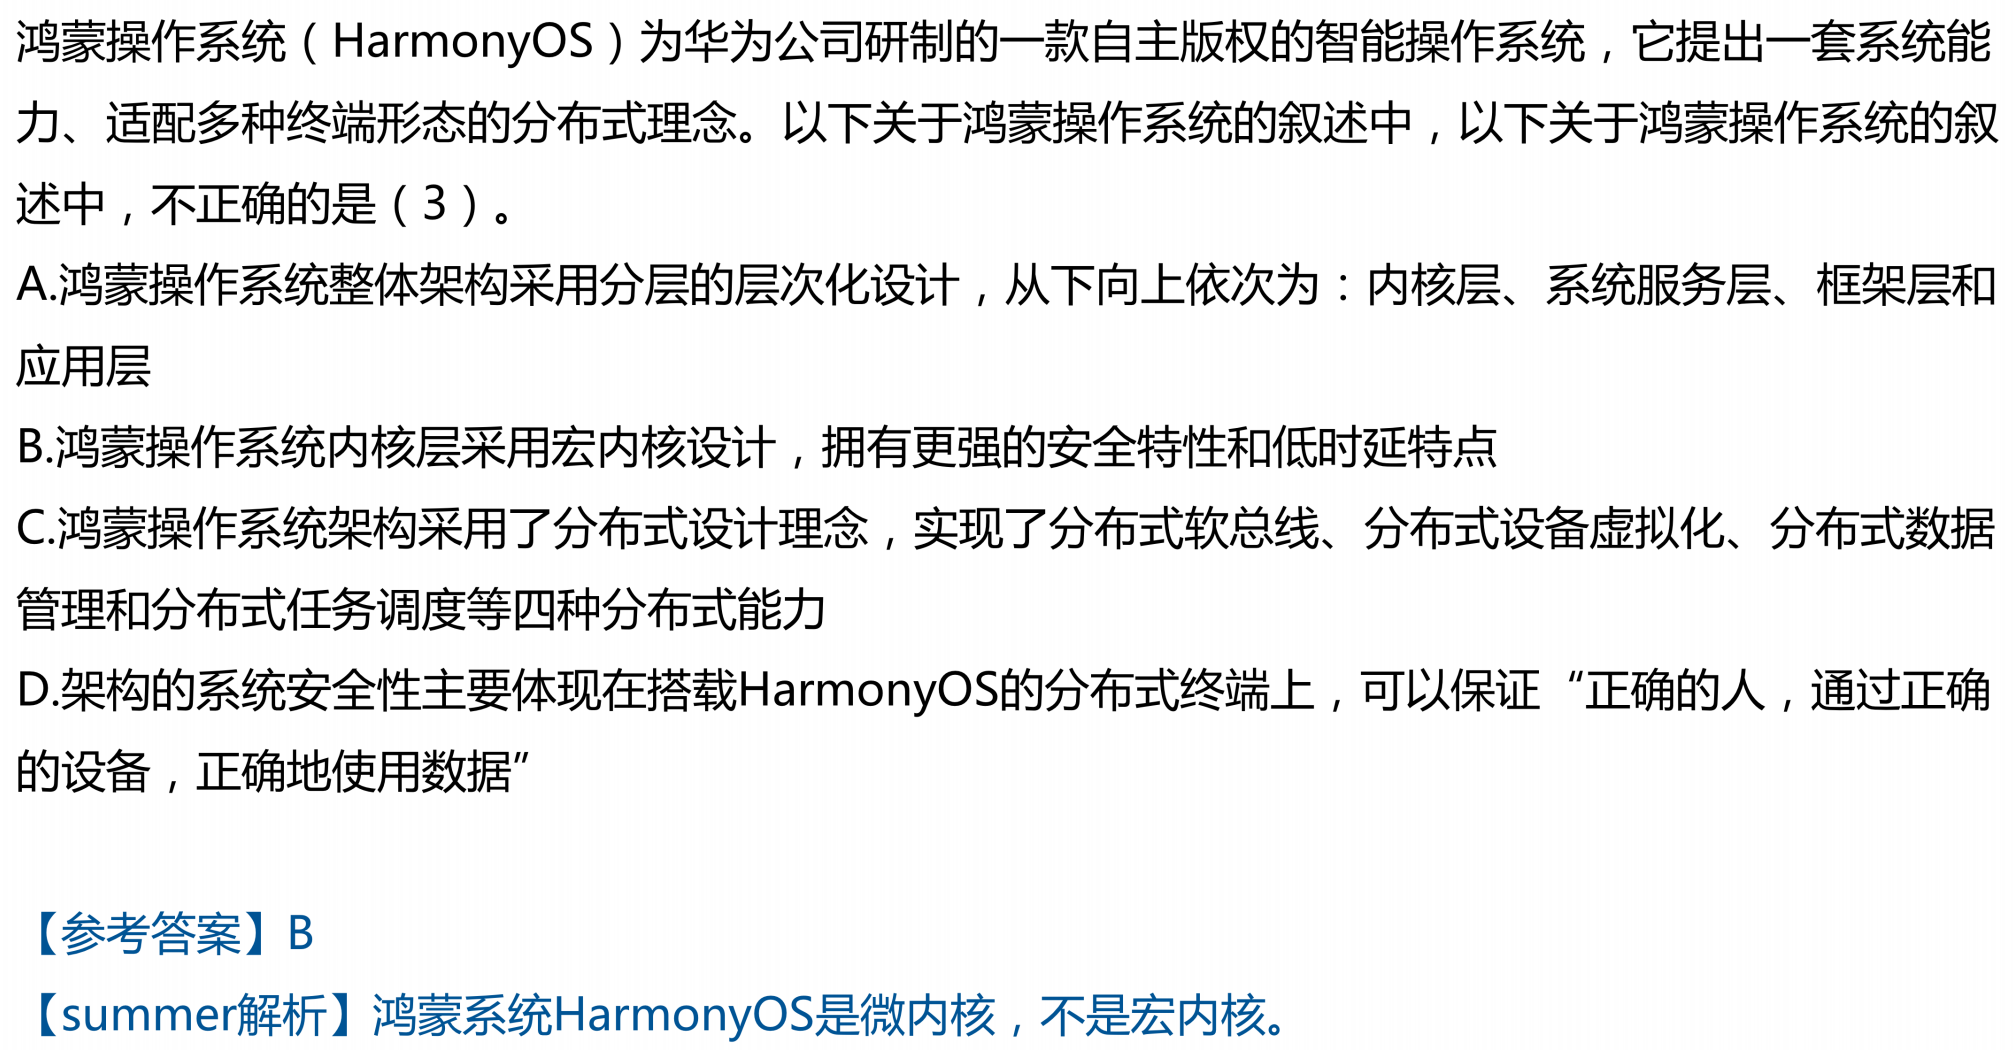 鸿蒙操作系统（HarmonyOS）为华为公司研制的一款自主版权的智能操作系统，它提出一套系统能
力、适配多种终端形态的分布式理念。以下关于鸿蒙操作系统的叙述中，以下关于鸿蒙操作系统的叙
述中，不正确的是（3）。
A.鸿蒙操作系统整体架构采用分层的层次化设计，从下向上依次为：内核层、系统服务层、框架层和
应用层
B.鸿蒙操作系统内核层采用宏内核设计，拥有更强的安全特性和低时延特点
C.鸿蒙操作系统架构采用了分布式设计理念，实现了分布式软总线、分布式设备虚拟化、分布式数据
管理和分布式任务调度等四种分布式能力
D.架构的系统安全性主要体现在搭载HarmonyOS的分布式终端上，可以保证“正确的人，通过正确
的设备，正确地使用数据”
【参考答案】B
【summer解析】鸿蒙系统HarmonyOS是微内核，不是宏内核。